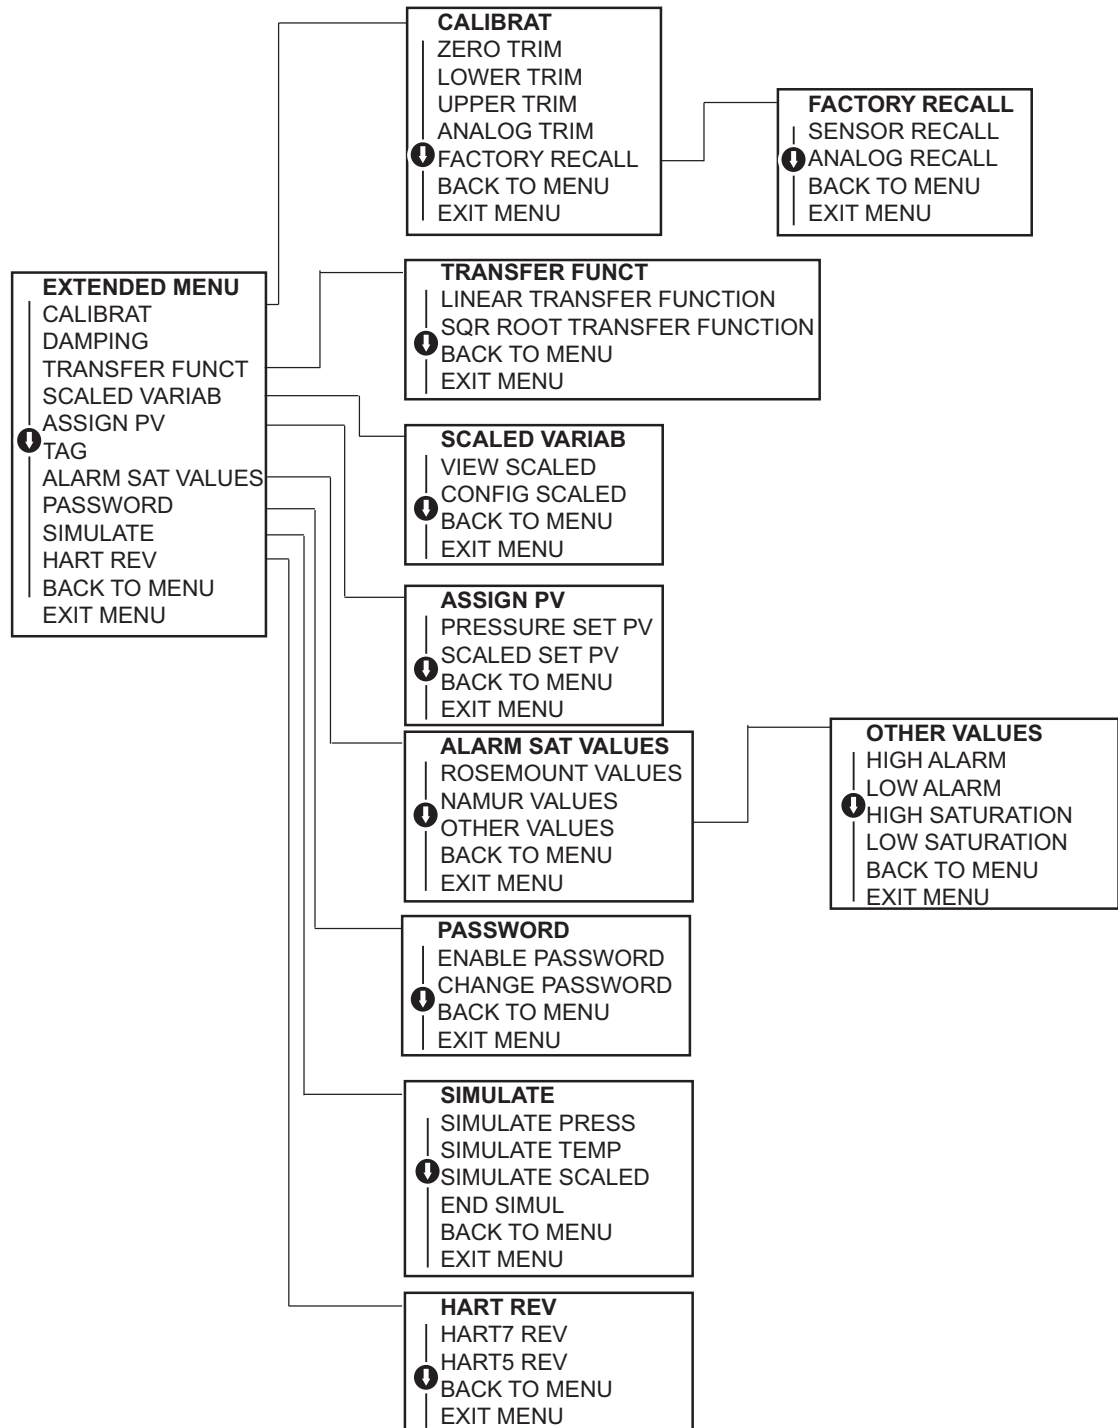 CALIBRAT
ZERO TRIM
LOWER TRIM
UPPER TRIM
ANALOG TRIM
FACTORY RECALL
BACK TO MENU
EXIT MENU
FACTORY RECALL
SENSOR RECALL
ANALOG RECALL
BACK TO MENU
EXIT MENU
EXTENDED MENU
CALIBRAT
DAMPING
TRANSFER FUNCT
SCALED VARIAB
ASSIGN PV
TAG
ALARM SAT VALUES
PASSWORD
SIMULATE
HART REV
BACK TO MENU
EXIT MENU
TRANSFER FUNCT
LINEAR TRANSFER FUNCTION
SQR ROOT TRANSFER FUNCTION
BACK TO MENU
EXIT MENU
SCALED VARIAB
VIEW SCALED
CONFIG SCALED
BACK TO MENU
EXIT MENU
ASSIGN PV
PRESSURE SET PV
SCALED SET PV
BACK TO MENU
EXIT MENU
ALARM SAT VALUES
ROSEMOUNT VALUES
NAMUR VALUES
OTHER VALUES
BACK TO MENU
EXIT MENU
OTHER VALUES
HIGH ALARM
LOW ALARM
HIGH SATURATION
LOW SATURATION
BACK TO MENU
EXIT MENU
PASSWORD
ENABLE PASSWORD
CHANGE PASSWORD
BACK TO MENU
EXIT MENU
SIMULATE
SIMULATE PRESS
SIMULATE TEMP
SIMULATE SCALED
END SIMUL
BACK TO MENU
EXIT MENU
HART REV
HART7 REV
HART5 REV
BACK TO MENU
EXIT MENU